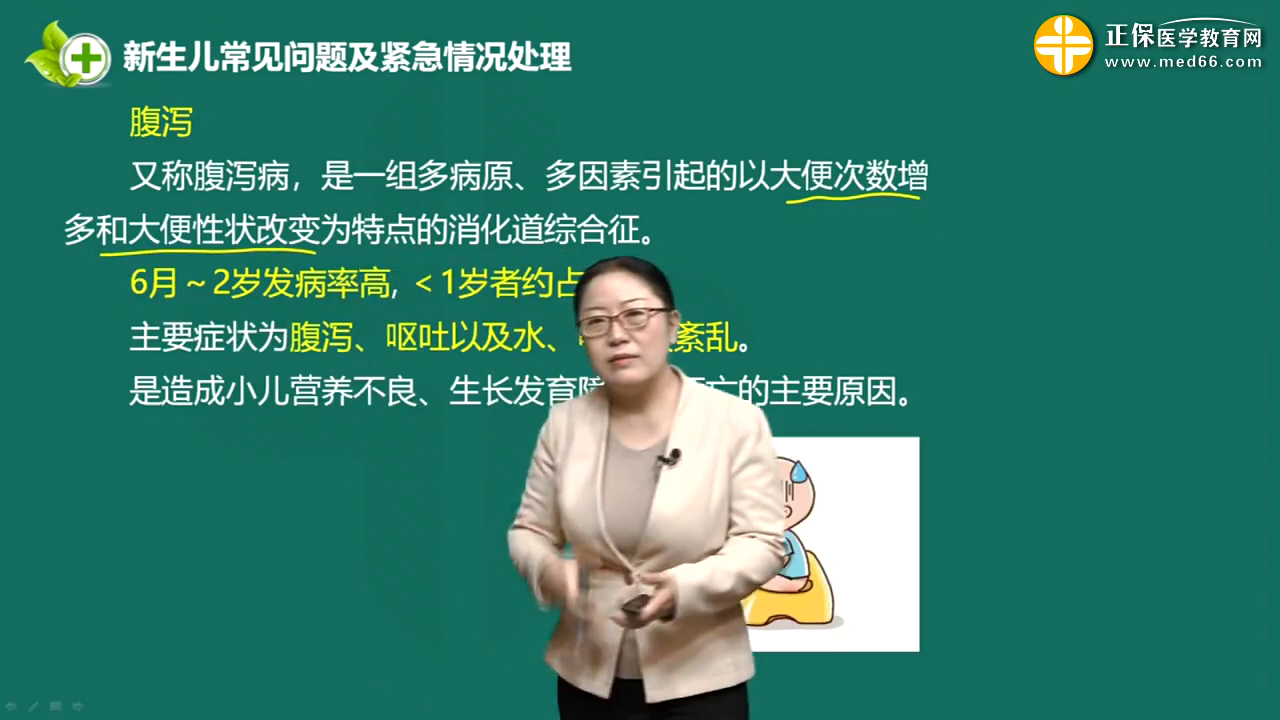 新生儿常见问题及紧急情况处理
正保医学教育网
www.med66.com
腹泻
又称腹泻病，是一组多病原、多因素引起的以大便次数增
多和大便性状改变为特点的消化道综合征。
6月～2岁发病率高, ＜1岁者约占
主要症状为腹泻、呕吐以及水、 紊乱。
是造成小儿营养不良、生长发育 的主要原因。